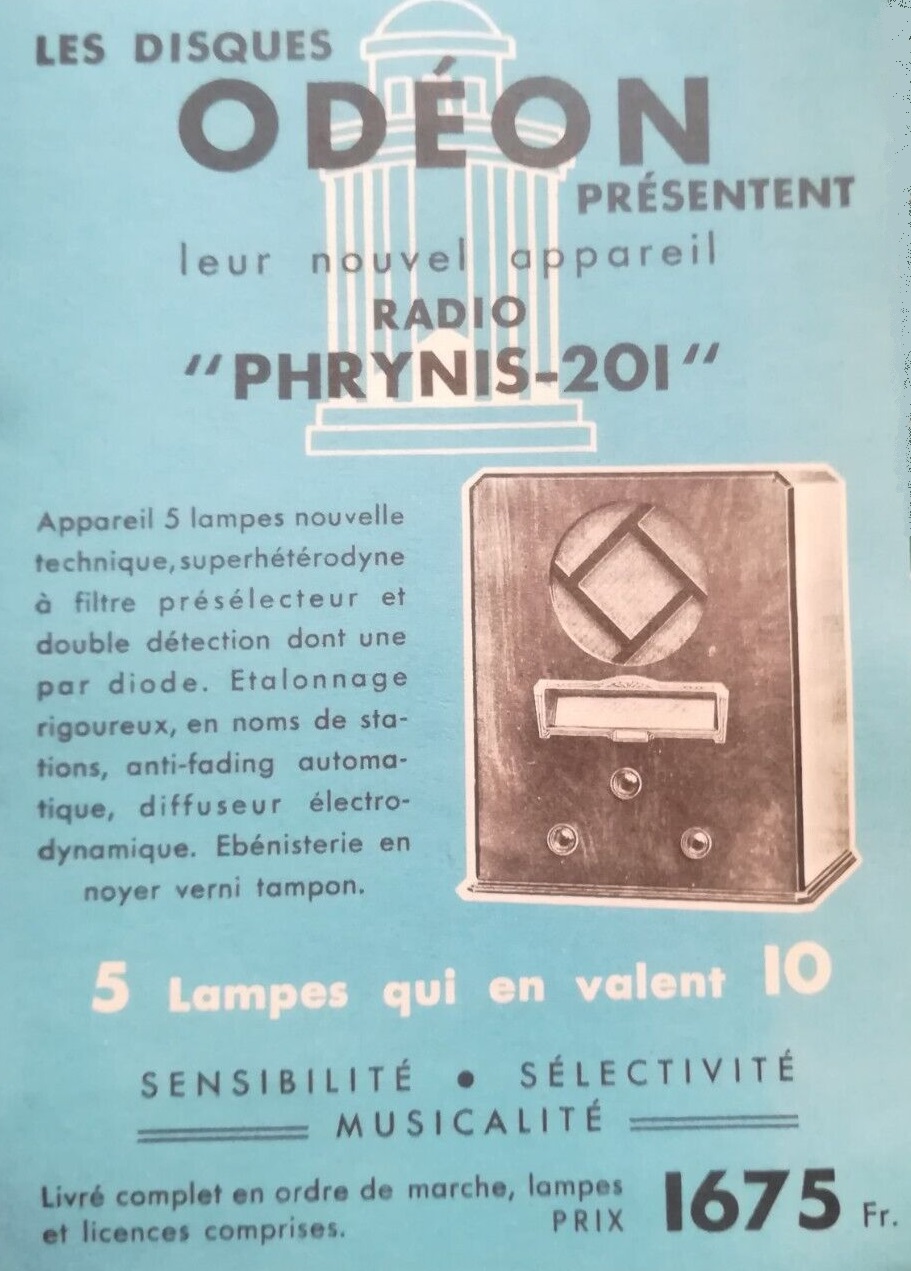 LES DISQUES
ODÉON
PRÉSENTENT
leur nouvel appareil
RADIO
"PHRYNIS-201"
Appareil 5 lampes nouvelle
technique, superhétérodyne
à filtre présélecteur et
double détection dont une
par diode. Etalonnage
rigoureux, en noms de sta-
tions, anti-fading automa-
tique, diffuseur électro-
dynamique. Ebénisterie en
noyer verni tampon.
5 Lampes qui en valent 10
SENSIBILITÉ • SÉLECTIVITÉ
MUSICALITÉ
Livré complet en ordre de marche, lampes
et licences comprises. PRIX 1675 Fr.